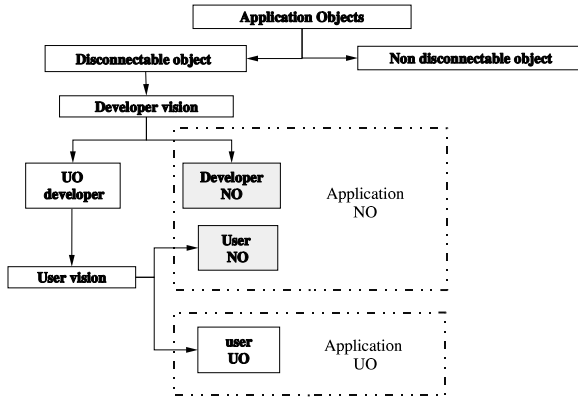 Application Objects
Disconnectable object
Non disconnectable object
Developer vision
UO
developer
Developer
NO
Application
NO
User
NO
User vision
user
UO
Application
UO